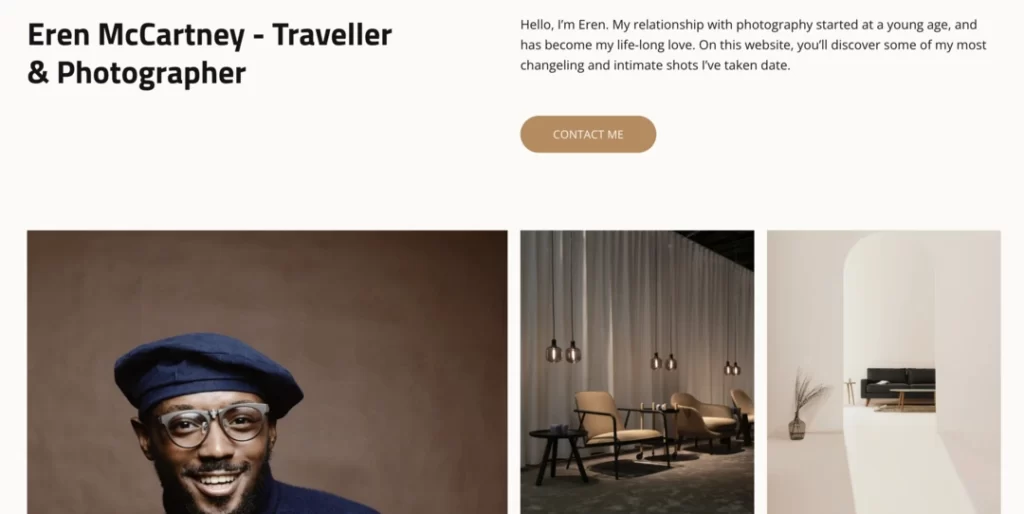 Eren McCartney - Traveller
& Photographer
Hello, I'm Eren. My relationship with photography started at a young age, and
has become my life-long love. On this website, you'll discover some of my most
changeling and intimate shots I've taken date.
CONTACT ME